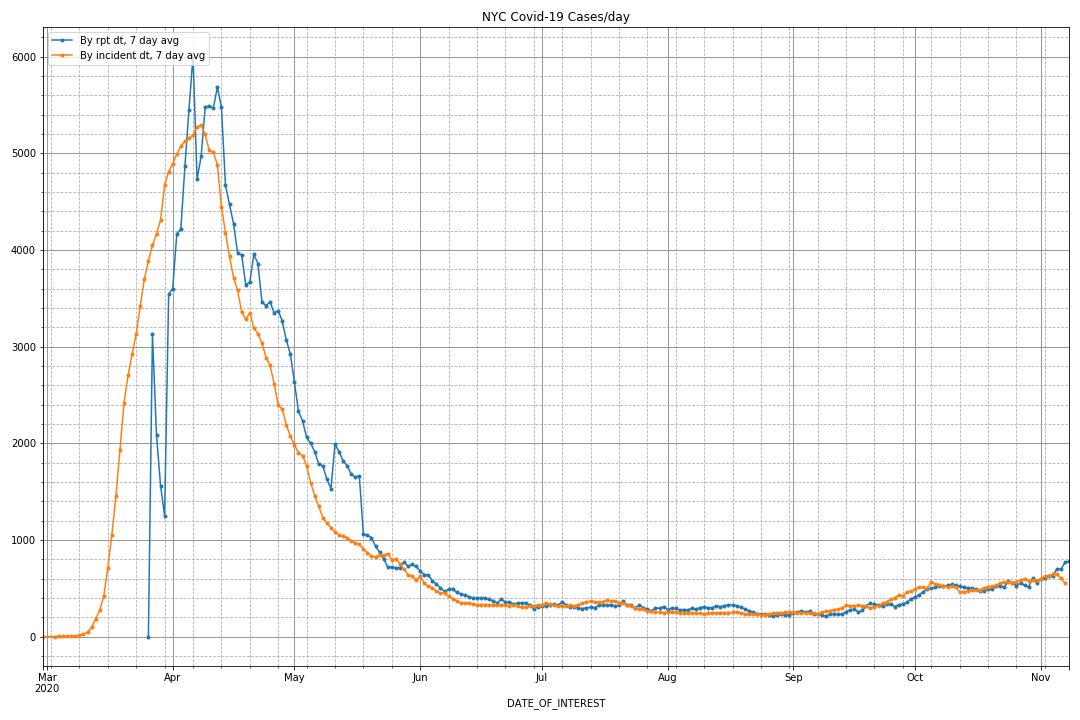 NYC Covid-19 Cases/day
By rpt dt, 7 day avg
By incident dt, 7 day avg
6000
5000
4000
3000
2000
1000
0
Mar Apr May Jun Jul Aug Sep Oct Nov
2020
DATE_OF_INTEREST